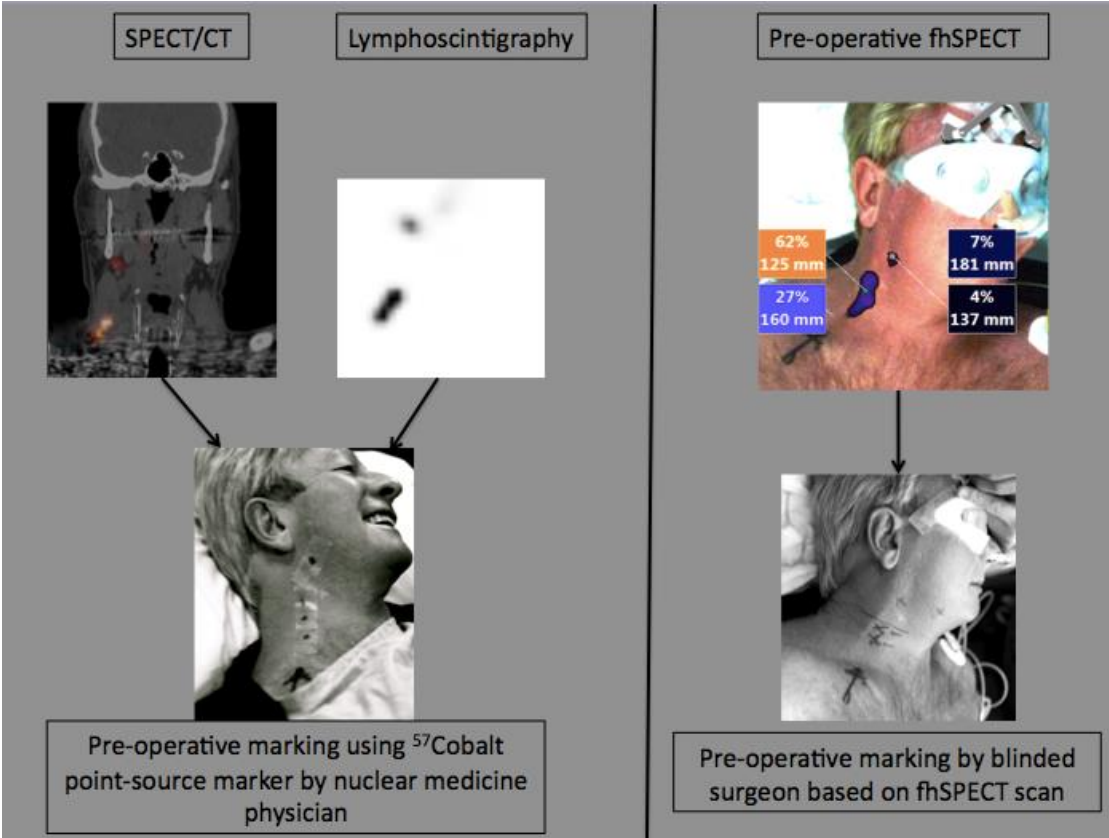 SPECT/CT
Lymphoscintigraphy
Pre-operative fhSPECT
62%
125 mm
27%
160 mm
7%
181 mm
4%
137 mm
Pre-operative marking using ⁵⁷Cobalt
point-source marker by nuclear medicine
physician
Pre-operative marking by blinded
surgeon based on fhSPECT scan